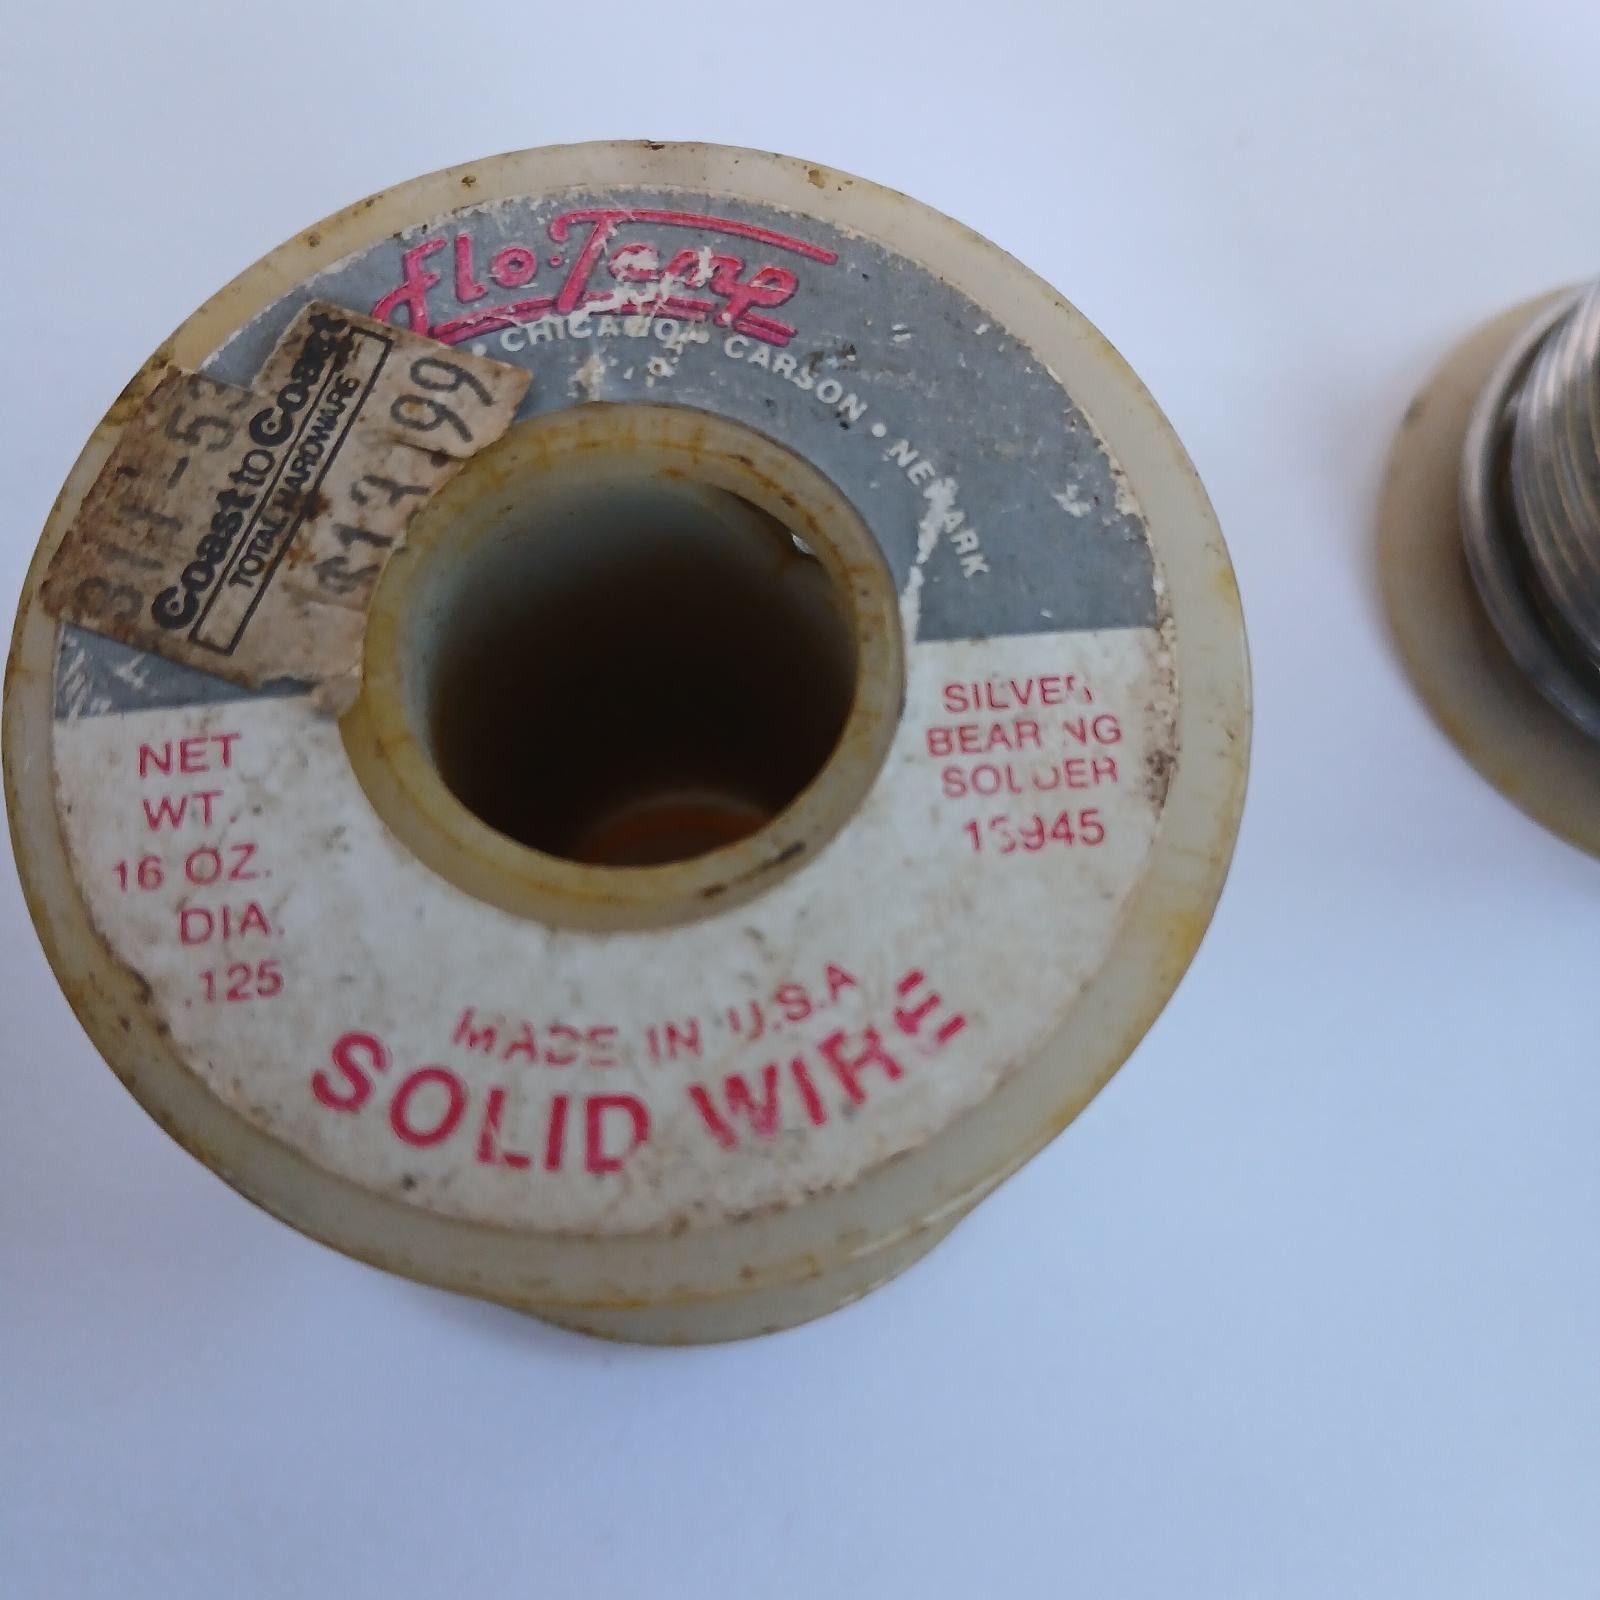 Flo-Temp
• CHICAGO • CARSON • NEWARK
Coast to Coast
TOTAL HARDWARE
NET
WT.
16 OZ.
DIA.
.125
SILVER
BEARING
SOLDER
MADE IN U.S.A
SOLID WIRE